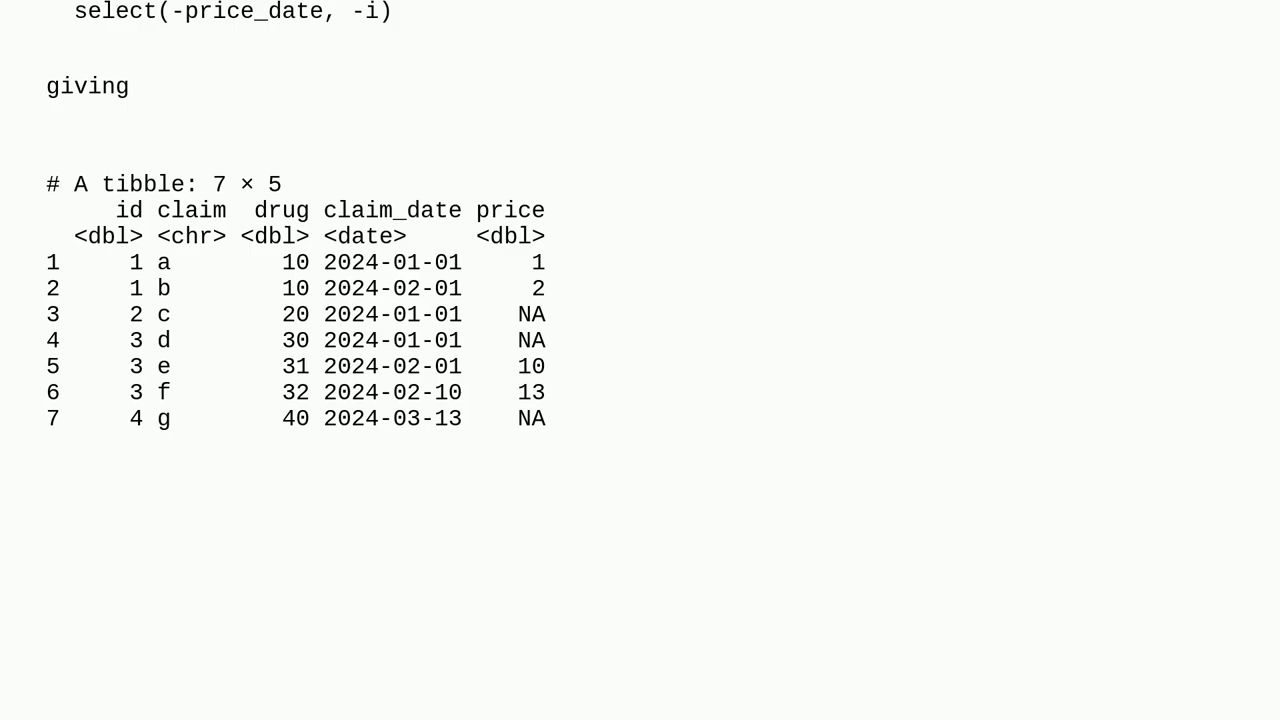 select(-price_date, -i)
giving
# A tibble: 7 × 5
     id claim  drug claim_date price
  <dbl> <chr> <dbl> <date>     <dbl>
1     1 a        10 2024-01-01     1
2     1 b        10 2024-02-01     2
3     2 c        20 2024-01-01    NA
4     3 d        30 2024-01-01    NA
5     3 e        31 2024-02-01    10
6     3 f        32 2024-02-10    13
7     4 g        40 2024-03-13    NA